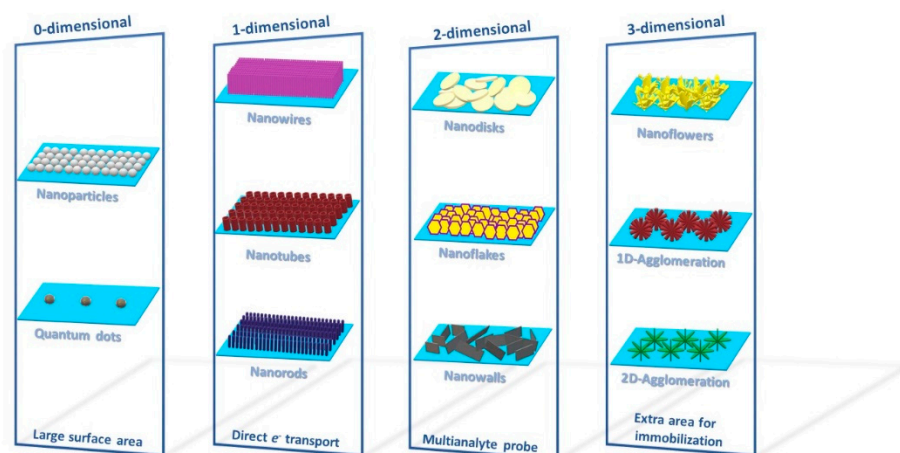 0-dimensional
Nanoparticles
Quantum dots
Large surface area
1-dimensional
Nanowires
Nanotubes
Nanorods
Direct e⁻ transport
2-dimensional
Nanodisks
Nanoflakes
Nanowalls
Multianalyte probe
3-dimensional
Nanoflowers
1D-Agglomeration
2D-Agglomeration
Extra area for
immobilization